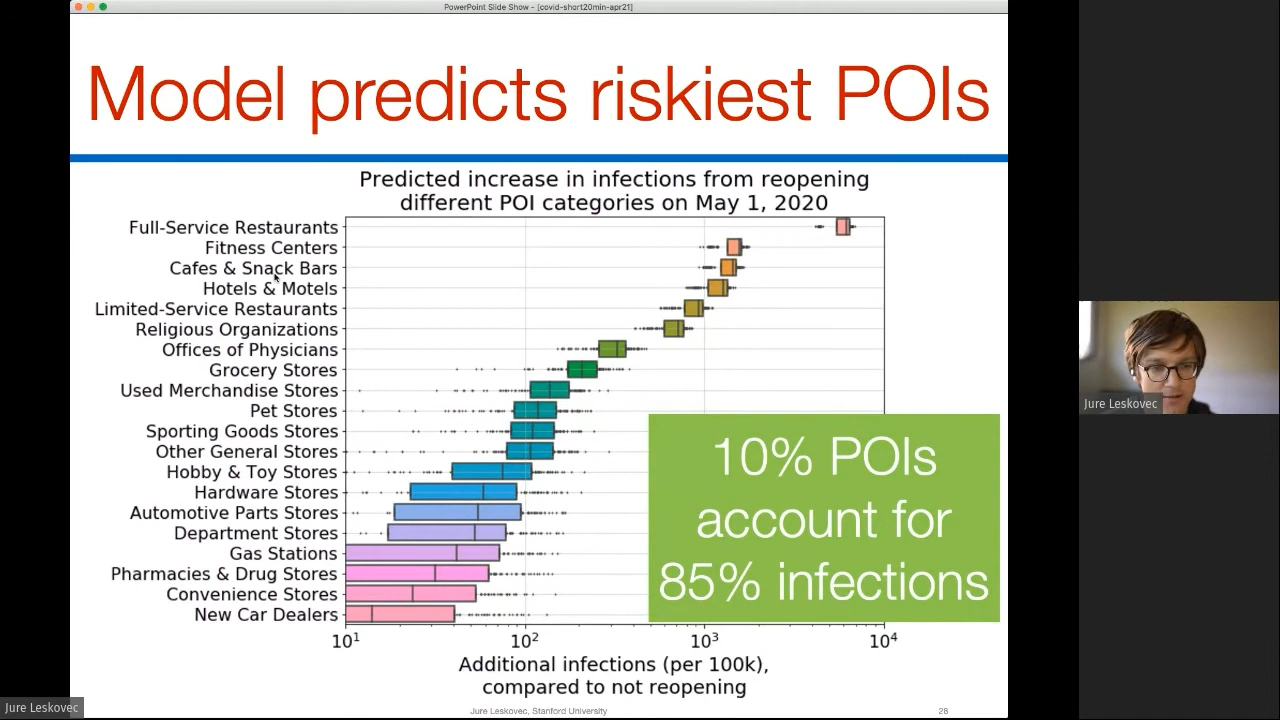 PowerPoint Slide Show - [covid-short20min-apr21]
Model predicts riskiest POIs
Predicted increase in infections from reopening
different POI categories on May 1, 2020
Full-Service Restaurants
Fitness Centers
Cafes & Snack Bars
Hotels & Motels
Limited-Service Restaurants
Religious Organizations
Offices of Physicians
Grocery Stores
Used Merchandise Stores
Pet Stores
Sporting Goods Stores
Other General Stores
Hobby & Toy Stores
Hardware Stores
Automotive Parts Stores
Department Stores
Gas Stations
Pharmacies & Drug Stores
Convenience Stores
New Car Dealers
10¹ 10² 10³ 10⁴
Additional infections (per 100k),
compared to not reopening
10% POIs
account for
85% infections
Jure Leskovec, Stanford University 28
Jure Leskovec
Jure Leskovec